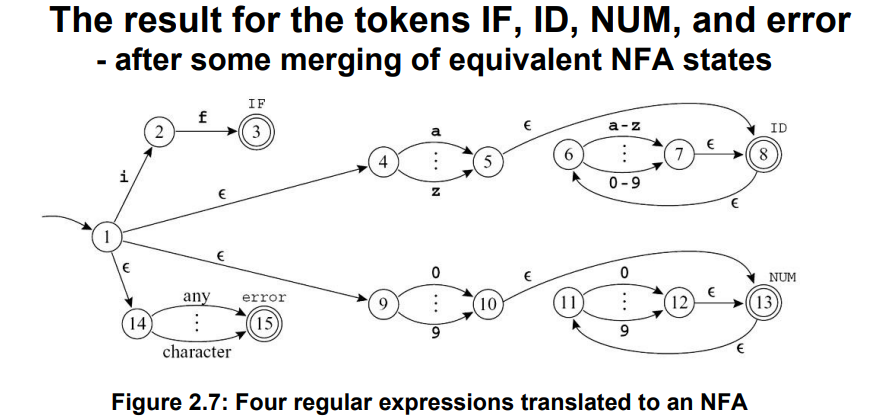 The result for the tokens IF, ID, NUM, and error
- after some merging of equivalent NFA states
IF
f
2
3
i
a
ϵ
a-z
ID
4
⋮
5
6
⋮
7
ϵ
8
z
0-9
ϵ
ϵ
1
ϵ
ϵ
0
ϵ
0
NUM
any
error
9
⋮
10
11
⋮
12
ϵ
13
14
⋮
15
9
9
character
ϵ
Figure 2.7: Four regular expressions translated to an NFA